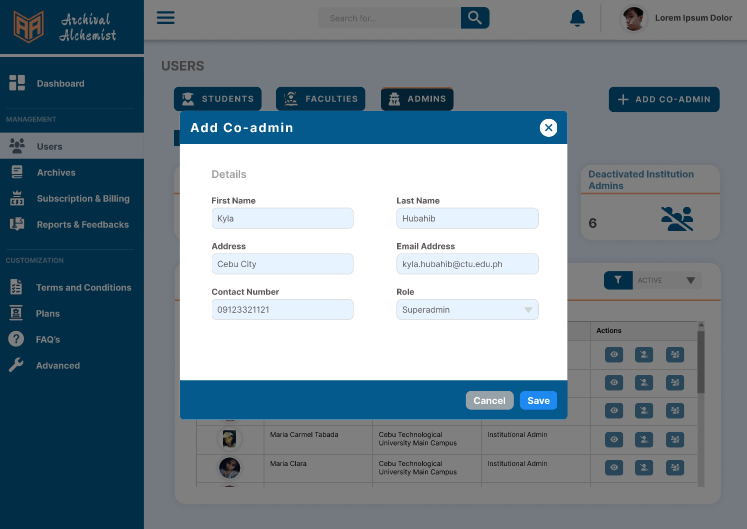 Archival
Alchemist
Search for...
Lorem Ipsum Dolor
Dashboard
MANAGEMENT
Users
Archives
Subscription & Billing
Reports & Feedbacks
CUSTOMIZATION
Terms and Conditions
Plans
FAQ's
Advanced
USERS
STUDENTS
FACULTIES
ADMINS
ADD CO-ADMIN
Add Co-admin
Details
First Name
Last Name
Kyla
Hubahib
Address
Email Address
Cebu City
kyla.hubahib@ctu.edu.ph
Contact Number
Role
09123321121
Superadmin
Cancel
Save
Deactivated Institution
Admins
6
ACTIVE
Actions
Maria Carmel Tabada
Cebu Technological
University Main Campus
Institutional Admin
Maria Clara
Cebu Technological
University Main Campus
Institutional Admin